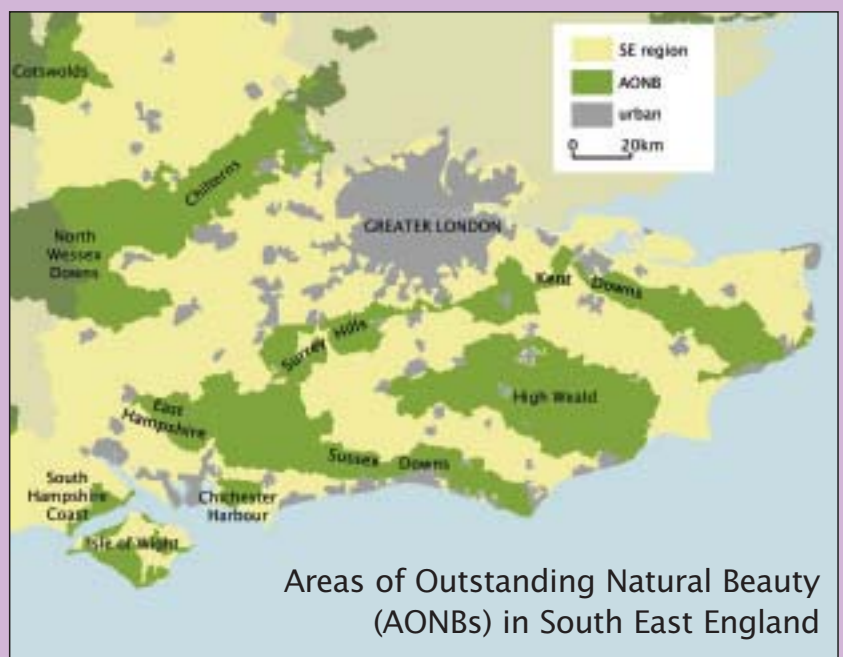 Cotswolds
SE region
AONB
urban
0 20km
Chilterns
GREATER LONDON
North
Wessex
Downs
Kent Downs
Surrey Hills
High Weald
East
Hampshire
Sussex Downs
South
Hampshire
Coast
Chichester
Harbour
Isle of Wight
Areas of Outstanding Natural Beauty
(AONBs) in South East England